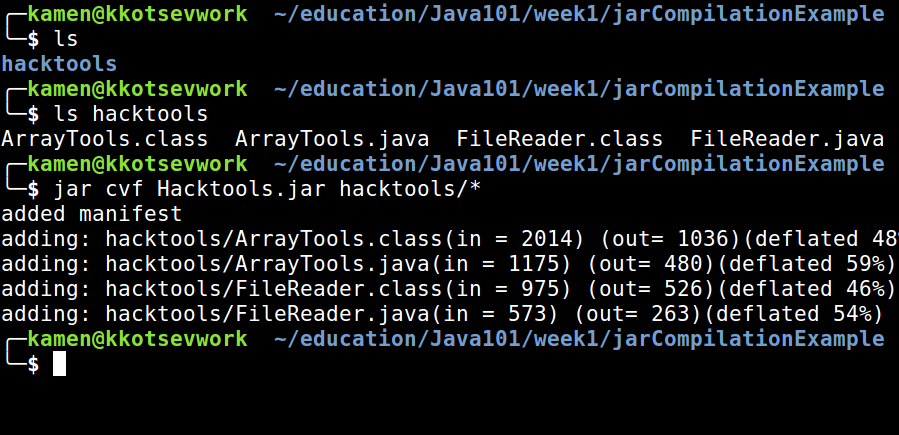 ╭─kamen@kkotsevwork  ~/education/Java101/week1/jarCompilationExample
╰─$ ls
hacktools
╭─kamen@kkotsevwork  ~/education/Java101/week1/jarCompilationExample
╰─$ ls hacktools
ArrayTools.class  ArrayTools.java  FileReader.class  FileReader.java
╭─kamen@kkotsevwork  ~/education/Java101/week1/jarCompilationExample
╰─$ jar cvf Hacktools.jar hacktools/*
added manifest
adding: hacktools/ArrayTools.class(in = 2014) (out= 1036)(deflated 48%
adding: hacktools/ArrayTools.java(in = 1175) (out= 480)(deflated 59%)
adding: hacktools/FileReader.class(in = 975) (out= 526)(deflated 46%)
adding: hacktools/FileReader.java(in = 573) (out= 263)(deflated 54%)
╭─kamen@kkotsevwork  ~/education/Java101/week1/jarCompilationExample
╰─$